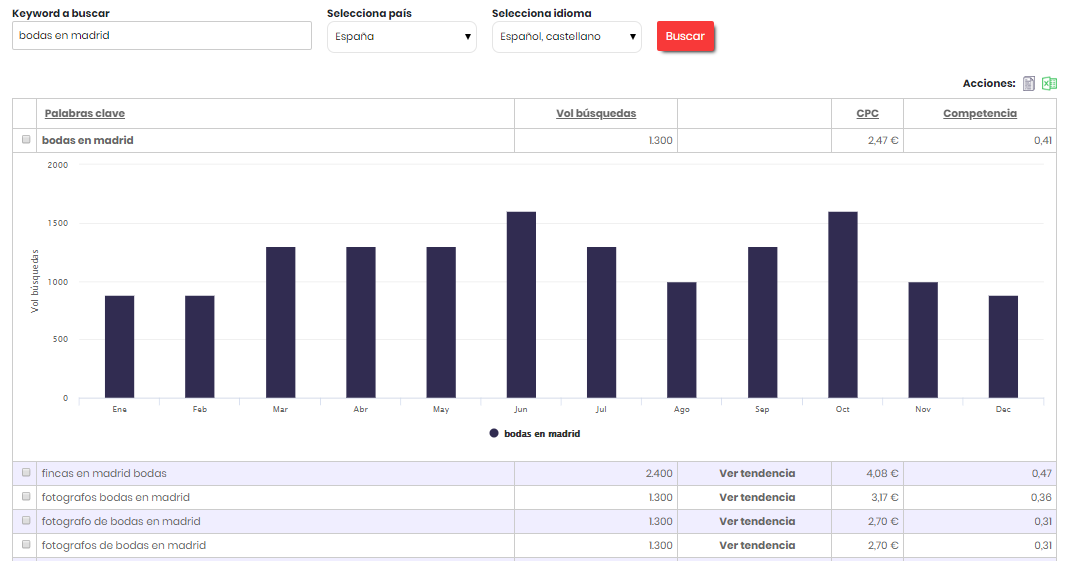 Keyword a buscar Selecciona país Selecciona idioma
bodas en madrid España Español, castellano Buscar
Acciones:
Palabras clave Vol búsquedas CPC Competencia
bodas en madrid 1.300 2,47 € 0,41
2000
1500
1000
500
0
Vol búsquedas
Ene Feb Mar Abr May Jun Jul Ago Sep Oct Nov Dec
bodas en madrid
fincas en madrid bodas 2.400 Ver tendencia 4,08 € 0,47
fotografos bodas en madrid 1.300 Ver tendencia 3,17 € 0,36
fotografo de bodas en madrid 1.300 Ver tendencia 2,70 € 0,31
fotografos de bodas en madrid 1.300 Ver tendencia 2,70 € 0,31